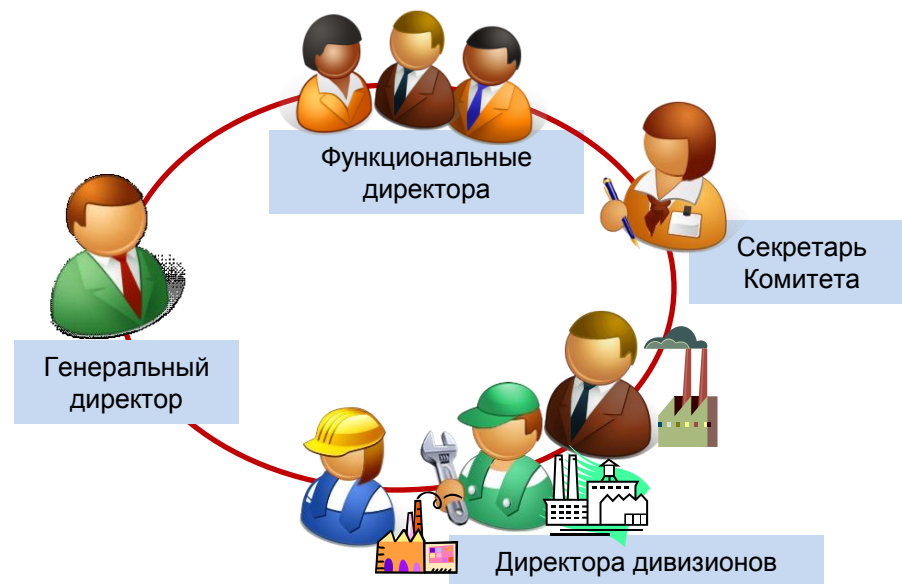 Функциональные
директора
Секретарь
Комитета
Генеральный
директор
Директора дивизионов